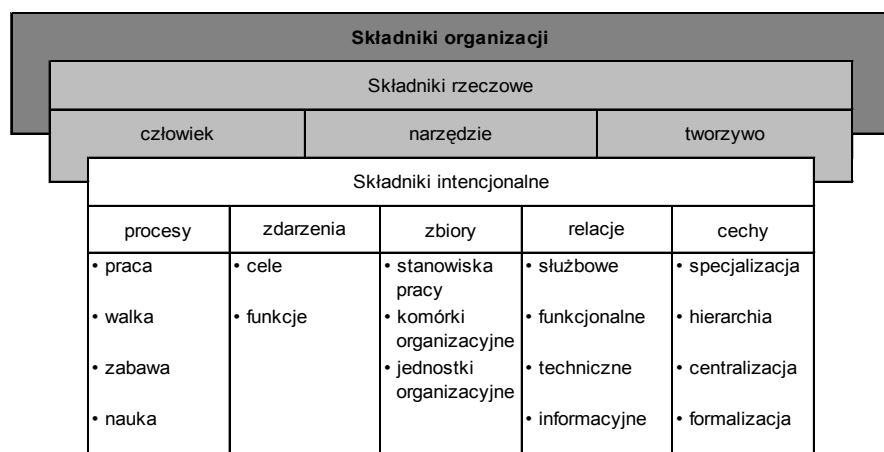 Składniki organizacji
Składniki rzeczowe
człowiek
narzędzie
tworzywo
Składniki intencjonalne
procesy
zdarzenia
zbiory
relacje
cechy
• praca
• walka
• zabawa
• nauka
• cele
• funkcje
• stanowiska
pracy
• komórki
organizacyjne
• jednostki
organizacyjne
• służbowe
• funkcjonalne
• techniczne
• informacyjne
• specjalizacja
• hierarchia
• centralizacja
• formalizacja